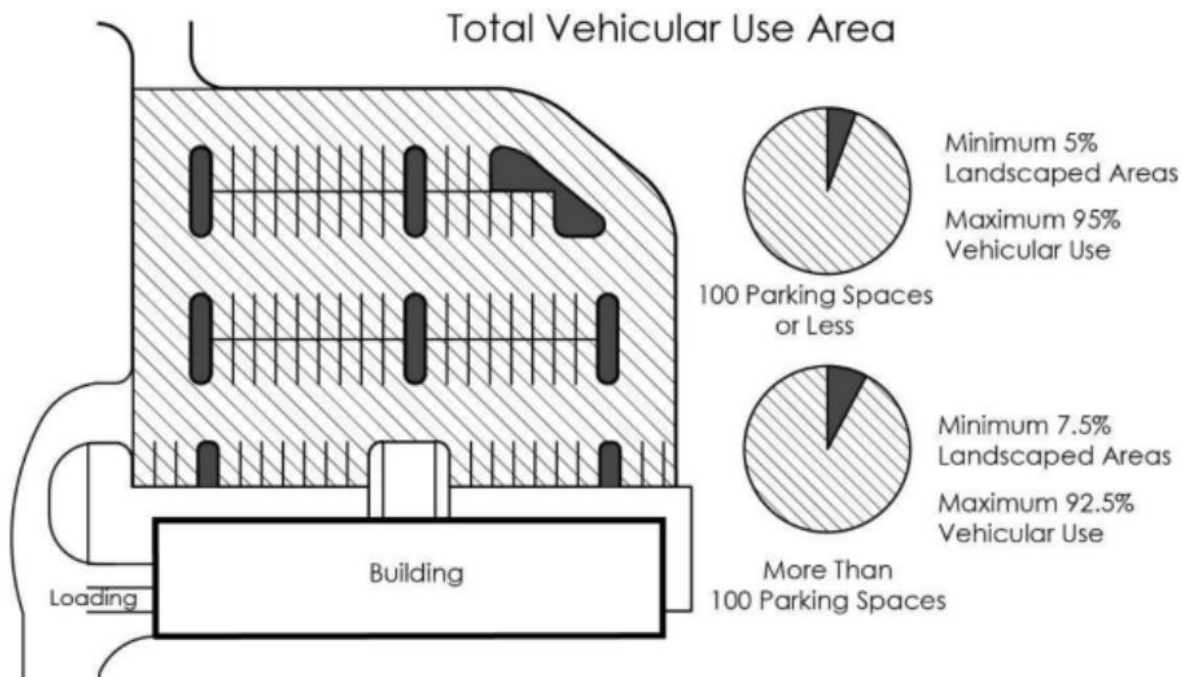 Total Vehicular Use Area
Minimum 5%
Landscaped Areas
Maximum 95%
Vehicular Use
100 Parking Spaces
or Less
Minimum 7.5%
Landscaped Areas
Maximum 92.5%
Vehicular Use
More Than
100 Parking Spaces
Building
Loading